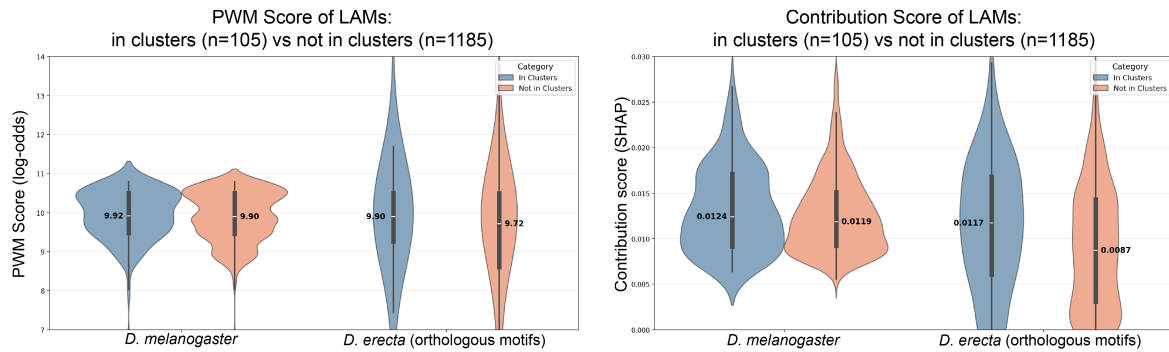 PWM Score of LAMs:
in clusters (n=105) vs not in clusters (n=1185)
PWM Score (log-odds)
14
13
12
11
10
9
8
7
Category
In Clusters
Not in Clusters
9.92
9.90
9.90
9.72
D. melanogaster
D. erecta (orthologous motifs)
Contribution Score of LAMs:
in clusters (n=105) vs not in clusters (n=1185)
Contribution score (SHAP)
0.030
0.025
0.020
0.015
0.010
0.005
0.000
Category
In Clusters
Not in Clusters
0.0124
0.0119
0.0117
0.0087
D. melanogaster
D. erecta (orthologous motifs)